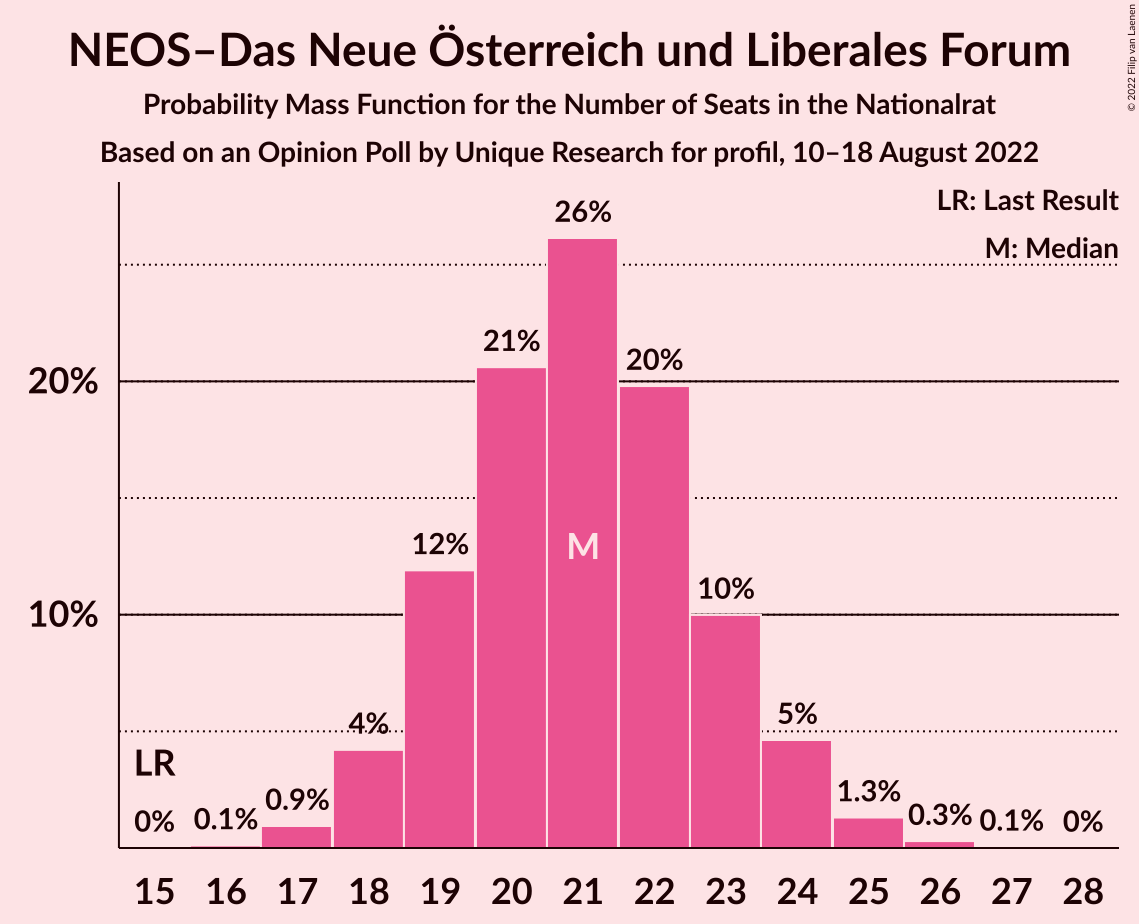 NEOS–Das Neue Österreich und Liberales Forum
Probability Mass Function for the Number of Seats in the Nationalrat
Based on an Opinion Poll by Unique Research for profil, 10–18 August 2022
© 2022 Filip van Laenen
LR: Last Result
M: Median
26%
21%
20%
20%
12%
M
10%
10%
4%
5%
LR
0%
0.1%
0.9%
1.3%
0.3%
0.1%
0%
15 16 17 18 19 20 21 22 23 24 25 26 27 28